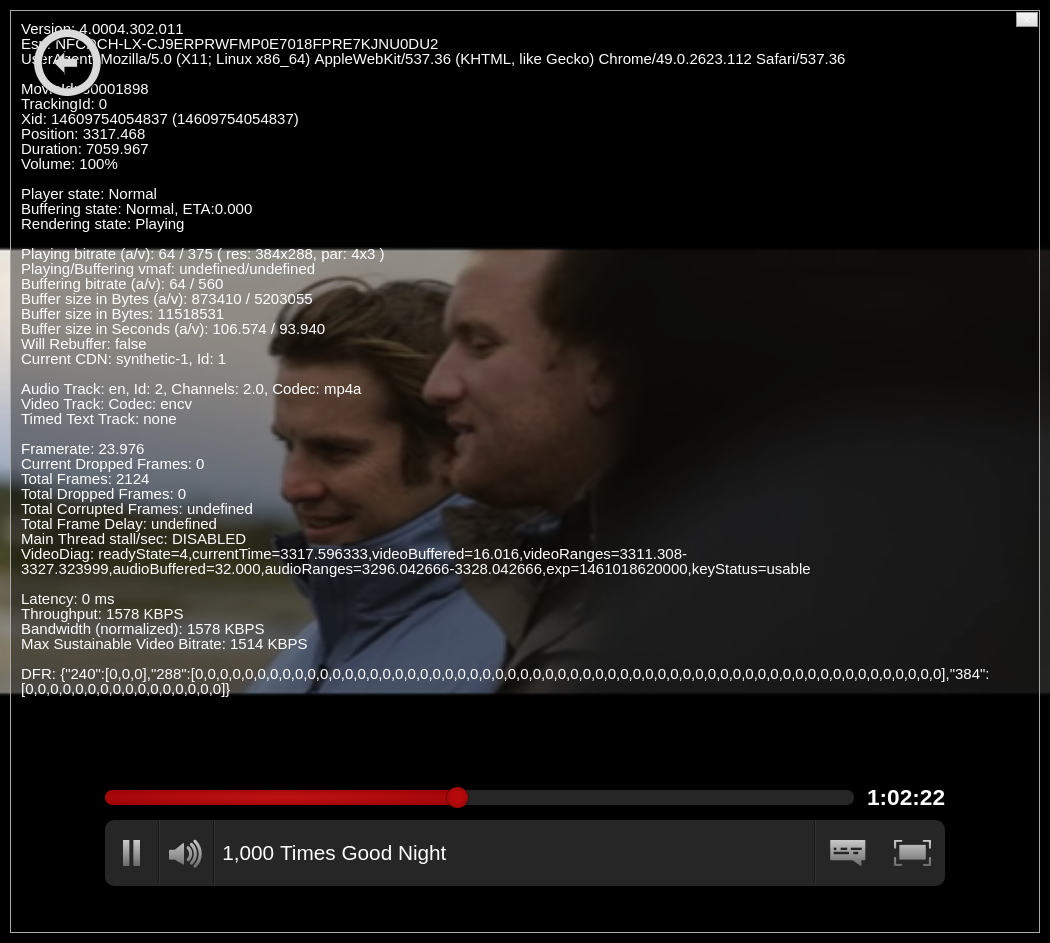 Version: 4.0004.302.011
Esn: NFCDCH-LX-CJ9ERPRWFMP0E7018FPRE7KJNU0DU2
UserAgent: Mozilla/5.0 (X11; Linux x86_64) AppleWebKit/537.36 (KHTML, like Gecko) Chrome/49.0.2623.112 Safari/537.36
MovieId: 80001898
TrackingId: 0
Xid: 14609754054837 (14609754054837)
Position: 3317.468
Duration: 7059.967
Volume: 100%
Player state: Normal
Buffering state: Normal, ETA:0.000
Rendering state: Playing
Playing bitrate (a/v): 64 / 375 ( res: 384x288, par: 4x3 )
Playing/Buffering vmaf: undefined/undefined
Buffering bitrate (a/v): 64 / 560
Buffer size in Bytes (a/v): 873410 / 5203055
Buffer size in Bytes: 11518531
Buffer size in Seconds (a/v): 106.574 / 93.940
Will Rebuffer: false
Current CDN: synthetic-1, Id: 1
Audio Track: en, Id: 2, Channels: 2.0, Codec: mp4a
Video Track: Codec: encv
Timed Text Track: none
Framerate: 23.976
Current Dropped Frames: 0
Total Frames: 2124
Total Dropped Frames: 0
Total Corrupted Frames: undefined
Total Frame Delay: undefined
Main Thread stall/sec: DISABLED
VideoDiag: readyState=4,currentTime=3317.596333,videoBuffered=16.016,videoRanges=3311.308-
3327.323999,audioBuffered=32.000,audioRanges=3296.042666-3328.042666,exp=1461018620000,keyStatus=usable
Latency: 0 ms
Throughput: 1578 KBPS
Bandwidth (normalized): 1578 KBPS
Max Sustainable Video Bitrate: 1514 KBPS
DFR: {"240":[0,0,0],"288":[0,0,0,0,0,0,0,0,0,0,0,0,0,0,0,0,0,0,0,0,0,0,0,0,0,0,0,0,0,0,0,0,0,0,0,0,0,0,0,0,0,0,0,0,0,0,0,0,0,0,0,0,0,0,0,0,0,0,0,0],"384":
[0,0,0,0,0,0,0,0,0,0,0,0,0,0,0,0]}
1:02:22
1,000 Times Good Night